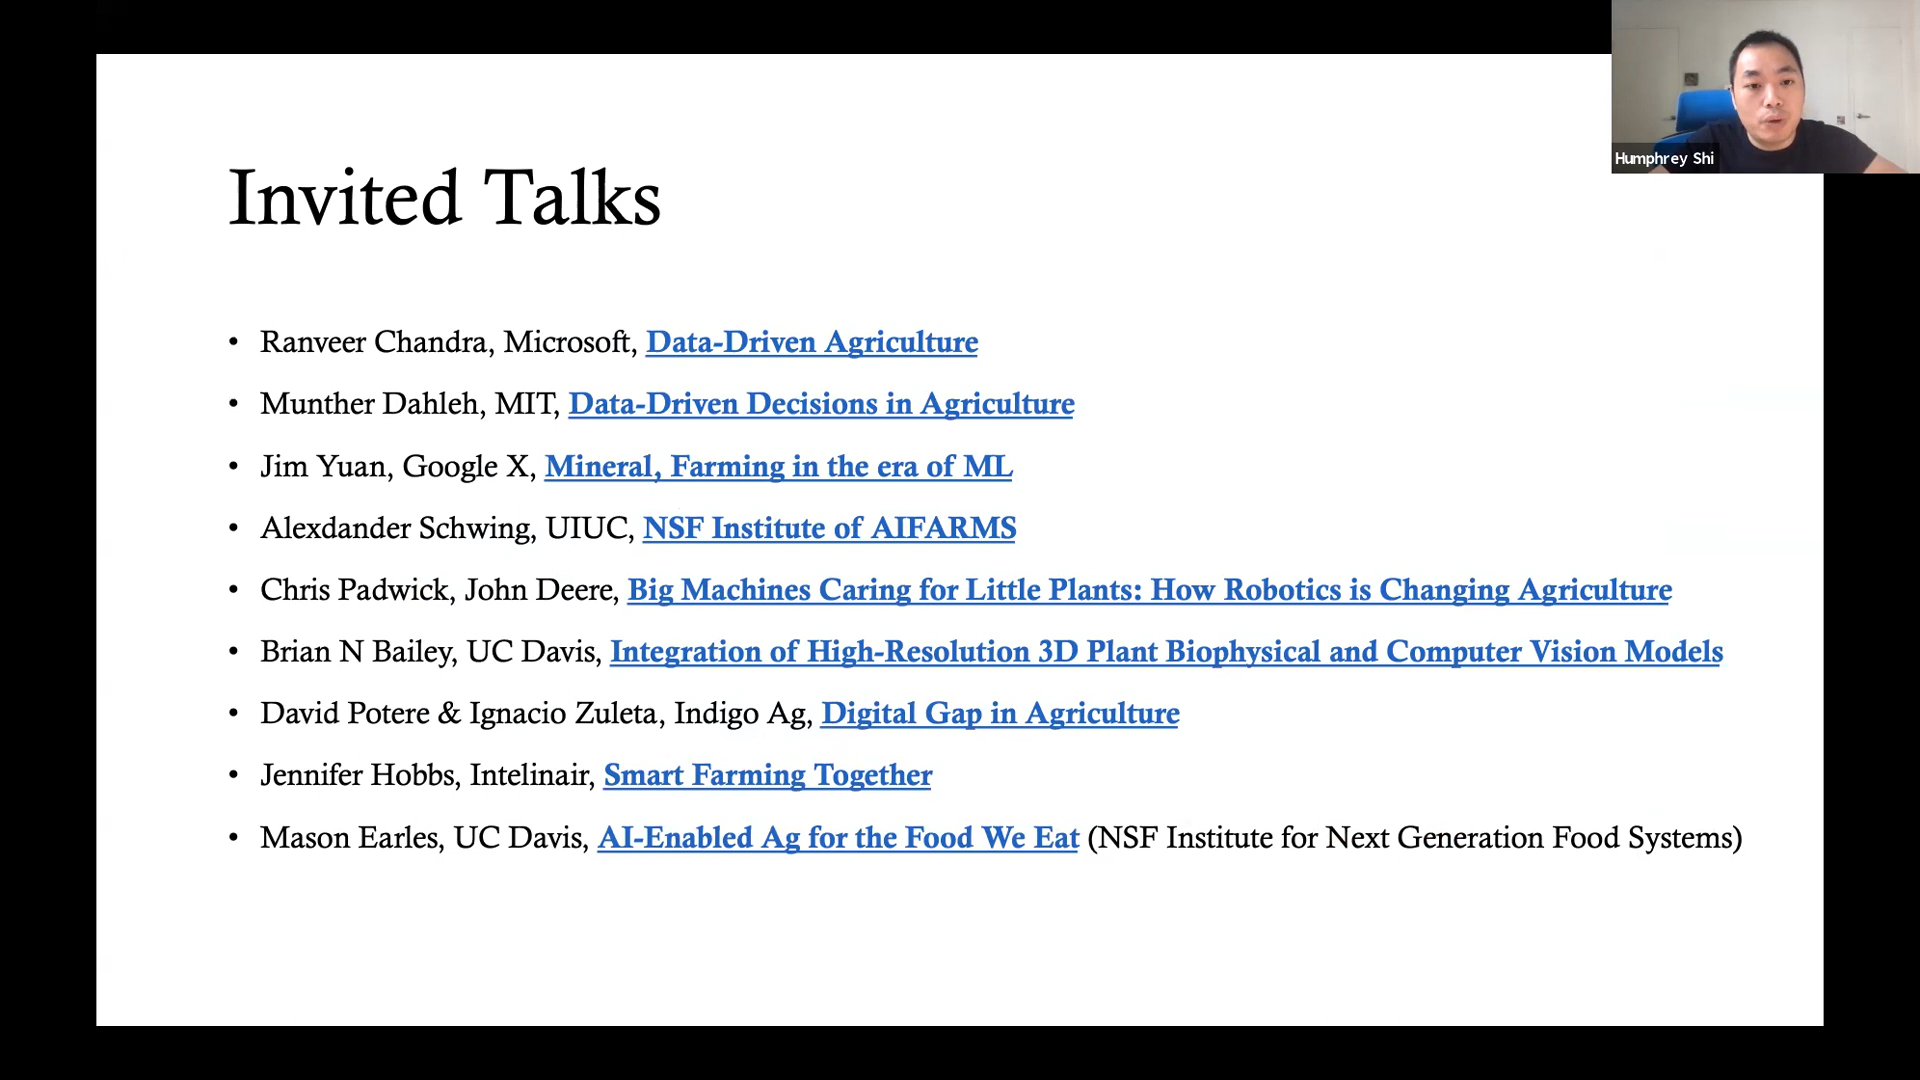 Humphrey Shi
Invited Talks
• Ranveer Chandra, Microsoft, Data-Driven Agriculture
• Munther Dahleh, MIT, Data-Driven Decisions in Agriculture
• Jim Yuan, Google X, Mineral, Farming in the era of ML
• Alexdander Schwing, UIUC, NSF Institute of AIFARMS
• Chris Padwick, John Deere, Big Machines Caring for Little Plants: How Robotics is Changing Agriculture
• Brian N Bailey, UC Davis, Integration of High-Resolution 3D Plant Biophysical and Computer Vision Models
• David Potere & Ignacio Zuleta, Indigo Ag, Digital Gap in Agriculture
• Jennifer Hobbs, Intelinair, Smart Farming Together
• Mason Earles, UC Davis, AI-Enabled Ag for the Food We Eat (NSF Institute for Next Generation Food Systems)